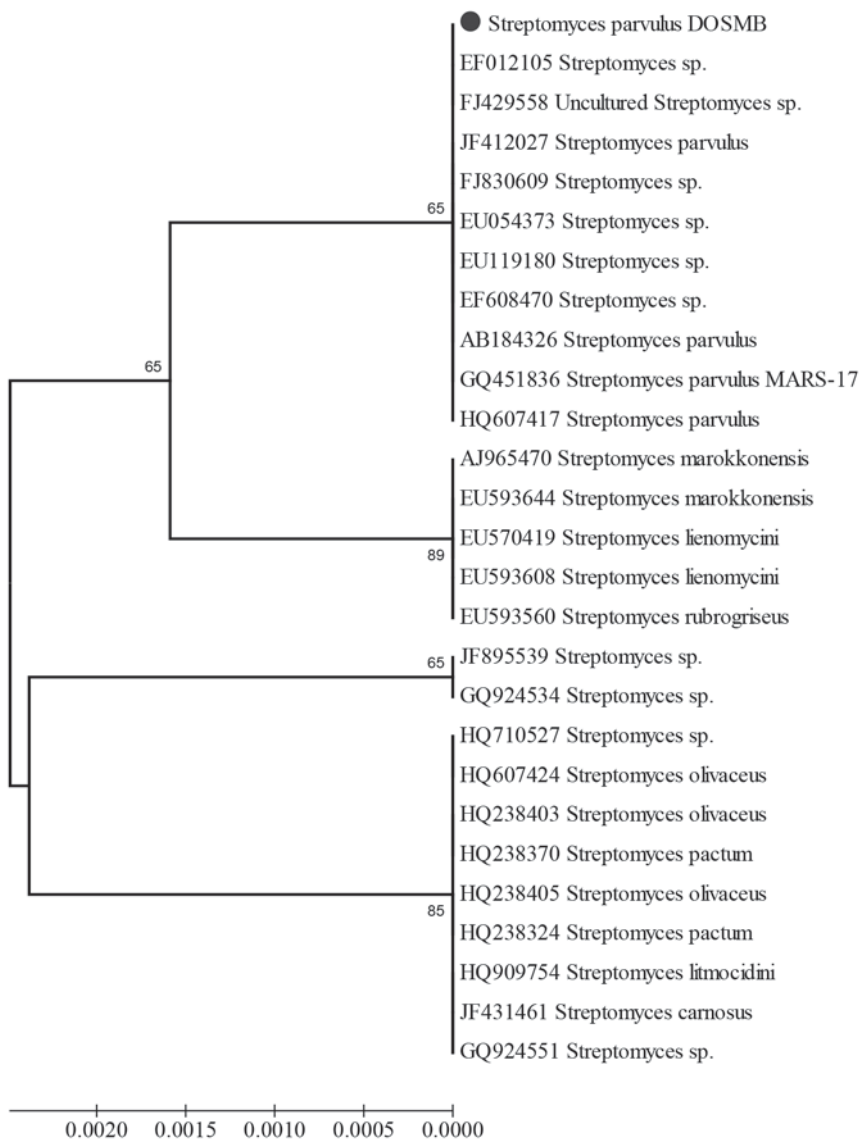 Streptomyces parvulus DOSMB
EF012105 Streptomyces sp.
FJ429558 Uncultured Streptomyces sp.
JF412027 Streptomyces parvulus
FJ830609 Streptomyces sp.
65
EU054373 Streptomyces sp.
EU119180 Streptomyces sp.
EF608470 Streptomyces sp.
AB184326 Streptomyces parvulus
65
GQ451836 Streptomyces parvulus MARS-17
HQ607417 Streptomyces parvulus
AJ965470 Streptomyces marokkonensis
EU593644 Streptomyces marokkonensis
EU570419 Streptomyces lienomycini
89
EU593608 Streptomyces lienomycini
EU593560 Streptomyces rubrogriseus
65
JF895539 Streptomyces sp.
GQ924534 Streptomyces sp.
HQ710527 Streptomyces sp.
HQ607424 Streptomyces olivaceus
HQ238403 Streptomyces olivaceus
HQ238370 Streptomyces pactum
HQ238405 Streptomyces olivaceus
85
HQ238324 Streptomyces pactum
HQ909754 Streptomyces litmocidini
JF431461 Streptomyces carnosus
GQ924551 Streptomyces sp.
0.0020 0.0015 0.0010 0.0005 0.0000